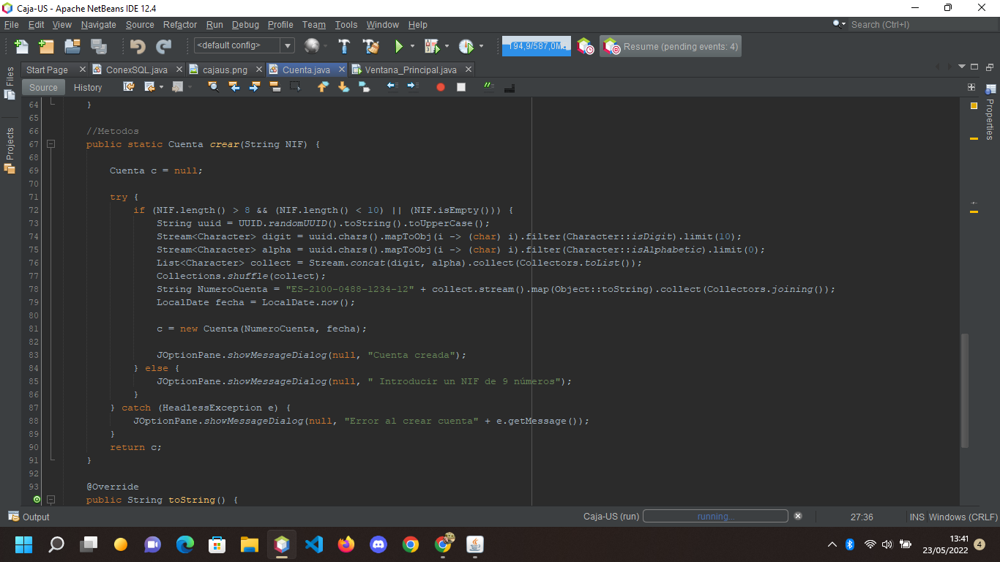 Caja-US - Apache NetBeans IDE 12.4
File Edit View Navigate Source Refactor Run Debug Profile Team Tools Window Help
Search (Ctrl+I)
<default config>
Resume (pending events: 4)
Files
Projects
Properties
Start Page
ConexSQL.java
cajaus.png
Cuenta.java
Ventana_Principal.java
Source History
64 }
65
66 //Metodos
67 public static Cuenta crear(String NIF) {
68
69 Cuenta c = null;
70
71 try {
72 if (NIF.length() > 8 && (NIF.length() < 10) || (NIF.isEmpty())) {
73 String uuid = UUID.randomUUID().toString().toUpperCase();
74 Stream<Character> digit = uuid.chars().mapToObj(i -> (char) i).filter(Character::isDigit).limit(10);
75 Stream<Character> alpha = uuid.chars().mapToObj(i -> (char) i).filter(Character::isAlphabetic).limit(0);
76 List<Character> collect = Stream.concat(digit, alpha).collect(Collectors.toList());
77 Collections.shuffle(collect);
78 String NumeroCuenta = "ES-2100-0488-1234-12" + collect.stream().map(Object::toString).collect(Collectors.joining());
79 LocalDate fecha = LocalDate.now();
80
81 c = new Cuenta(NumeroCuenta, fecha);
82
83 JOptionPane.showMessageDialog(null, "Cuenta creada");
84 } else {
85 JOptionPane.showMessageDialog(null, " Introducir un NIF de 9 números");
86 }
87 } catch (HeadlessException e) {
88 JOptionPane.showMessageDialog(null, "Error al crear cuenta" + e.getMessage());
89 }
90 return c;
91 }
92
93 @Override
public String toString() {
Output
Caja-US (run) running...
27:36
INS Windows (CRLF)
13:41
23/05/2022
4